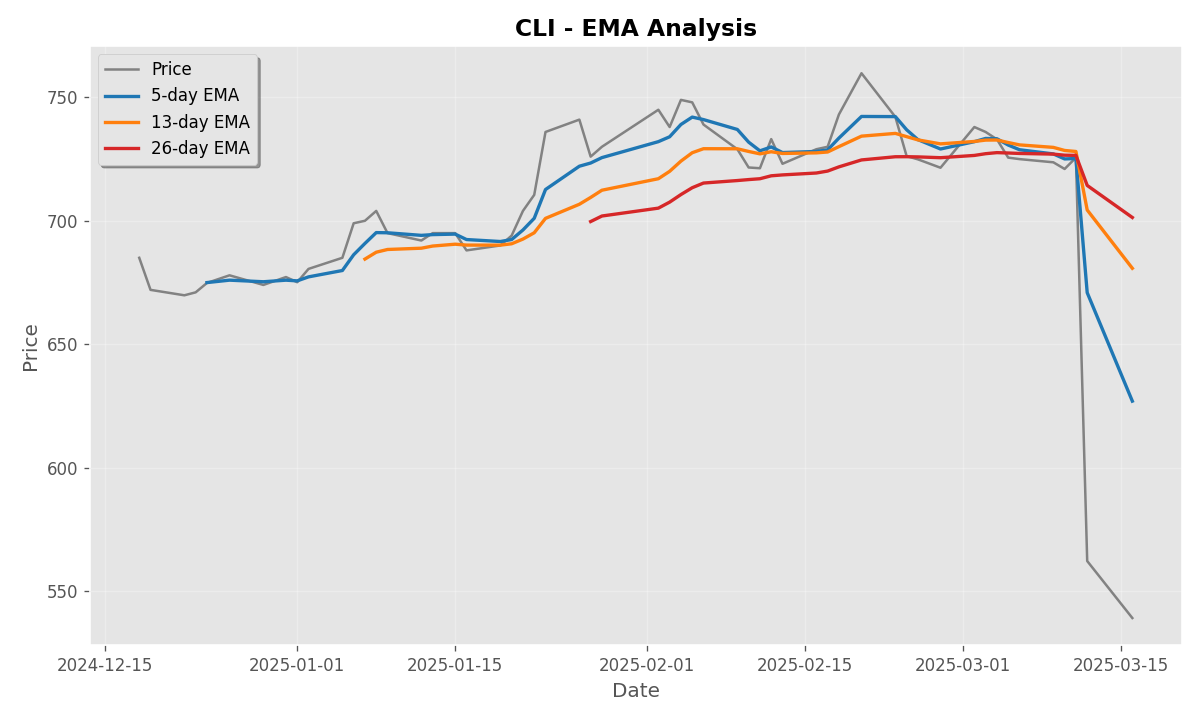 CLI - EMA Analysis
Price
5-day EMA
13-day EMA
26-day EMA
Price
750
700
650
600
550
2024-12-15
2025-01-01
2025-01-15
2025-02-01
2025-02-15
2025-03-01
2025-03-15
Date